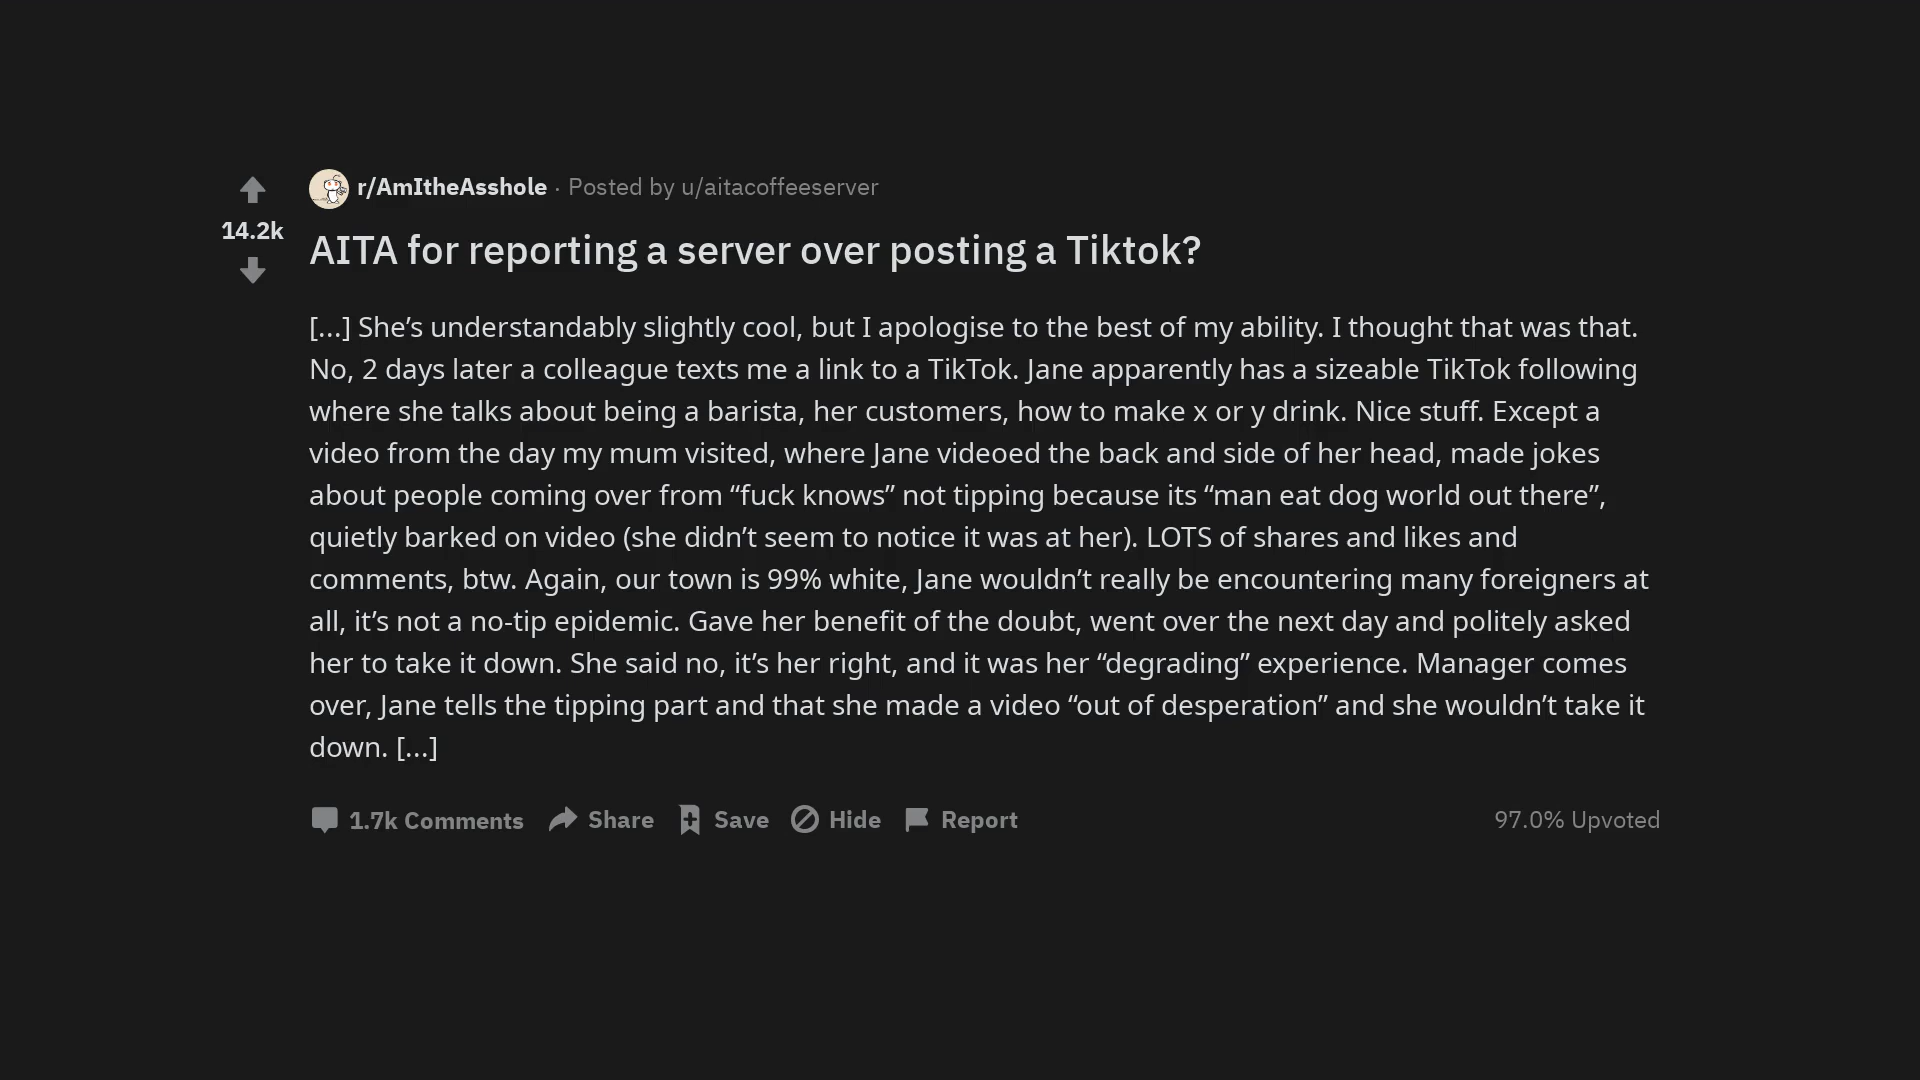 r/AmItheAsshole · Posted by u/aitacoffeeserver
14.2k
AITA for reporting a server over posting a Tiktok?
[...] She’s understandably slightly cool, but I apologise to the best of my ability. I thought that was that.
No, 2 days later a colleague texts me a link to a TikTok. Jane apparently has a sizeable TikTok following
where she talks about being a barista, her customers, how to make x or y drink. Nice stuff. Except a
video from the day my mum visited, where Jane videoed the back and side of her head, made jokes
about people coming over from “fuck knows” not tipping because its “man eat dog world out there”,
quietly barked on video (she didn’t seem to notice it was at her). LOTS of shares and likes and
comments, btw. Again, our town is 99% white, Jane wouldn’t really be encountering many foreigners at
all, it’s not a no-tip epidemic. Gave her benefit of the doubt, went over the next day and politely asked
her to take it down. She said no, it’s her right, and it was her “degrading” experience. Manager comes
over, Jane tells the tipping part and that she made a video “out of desperation” and she wouldn’t take it
down. [...]
1.7k Comments Share Save Hide Report 97.0% Upvoted